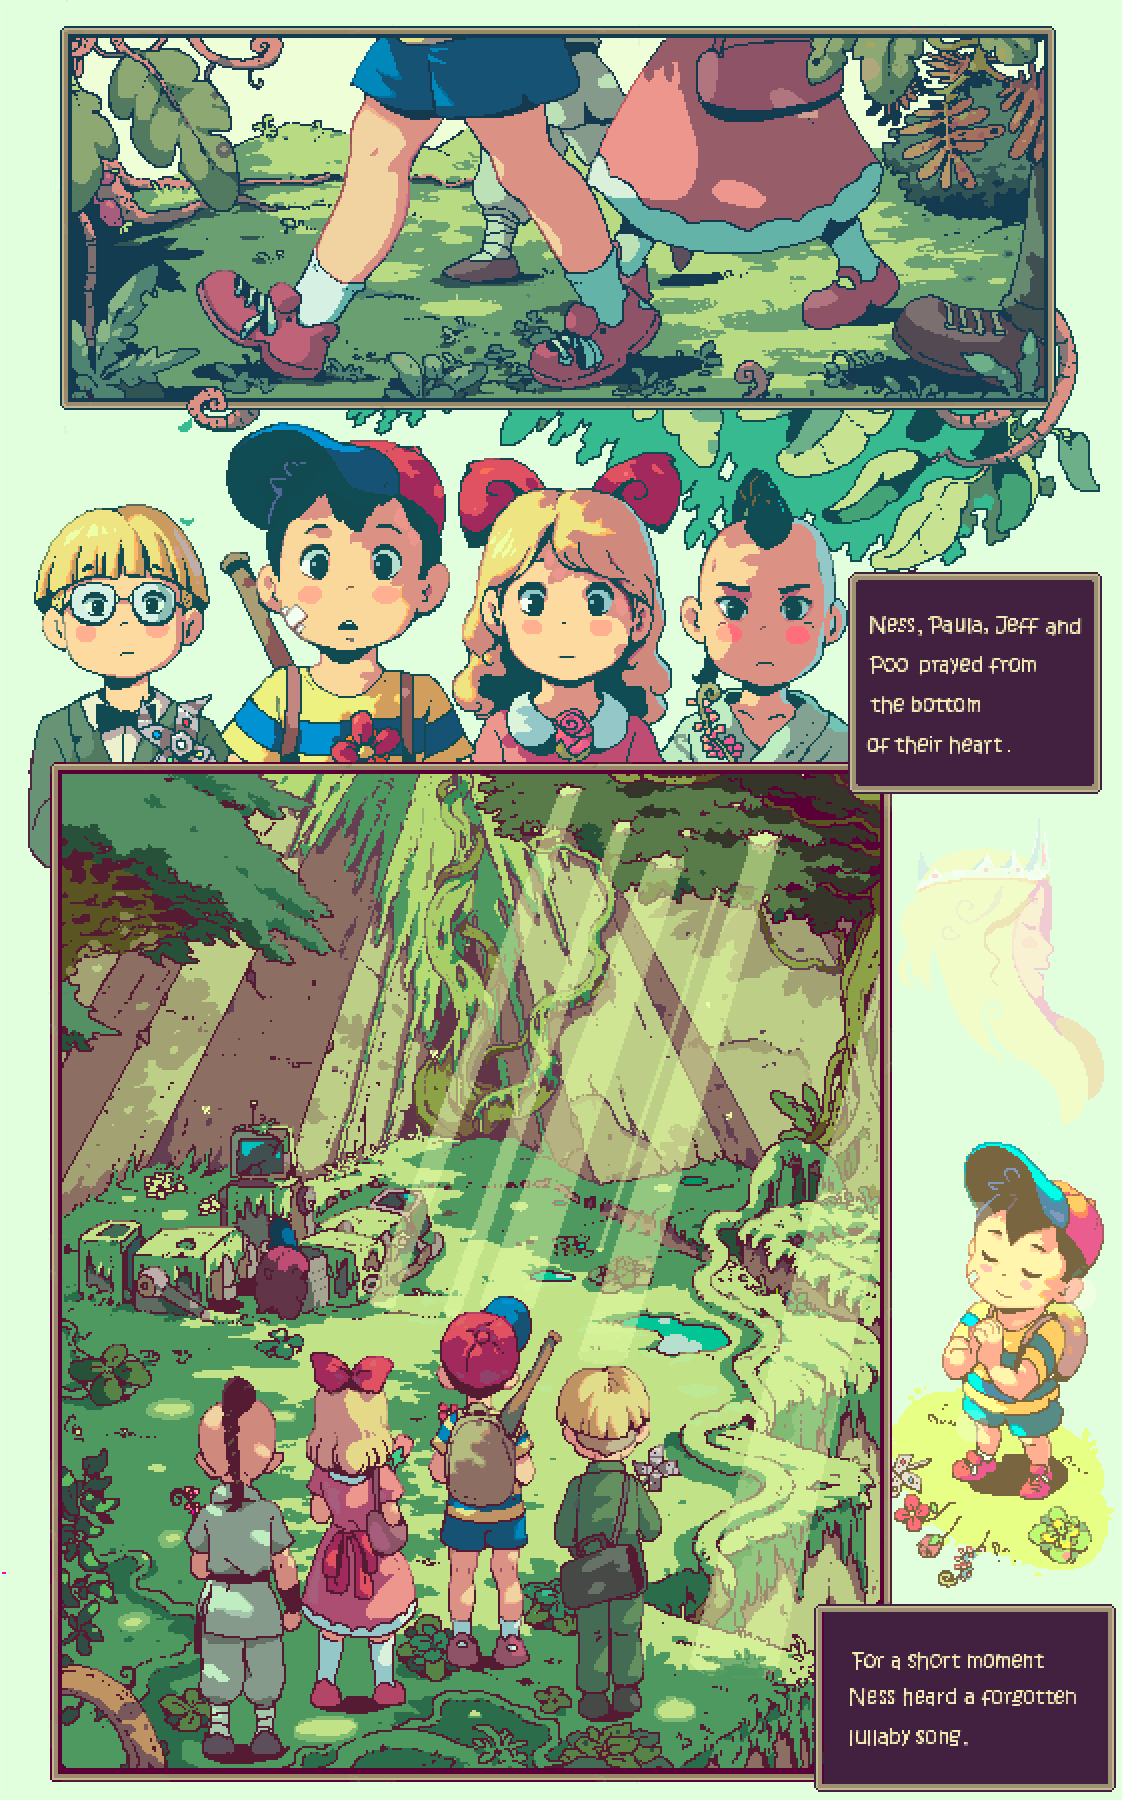 Ness, Paula, Jeff and
Poo prayed from
the bottom
of their heart.
For a short moment
Ness heard a forgotten
lullaby song.